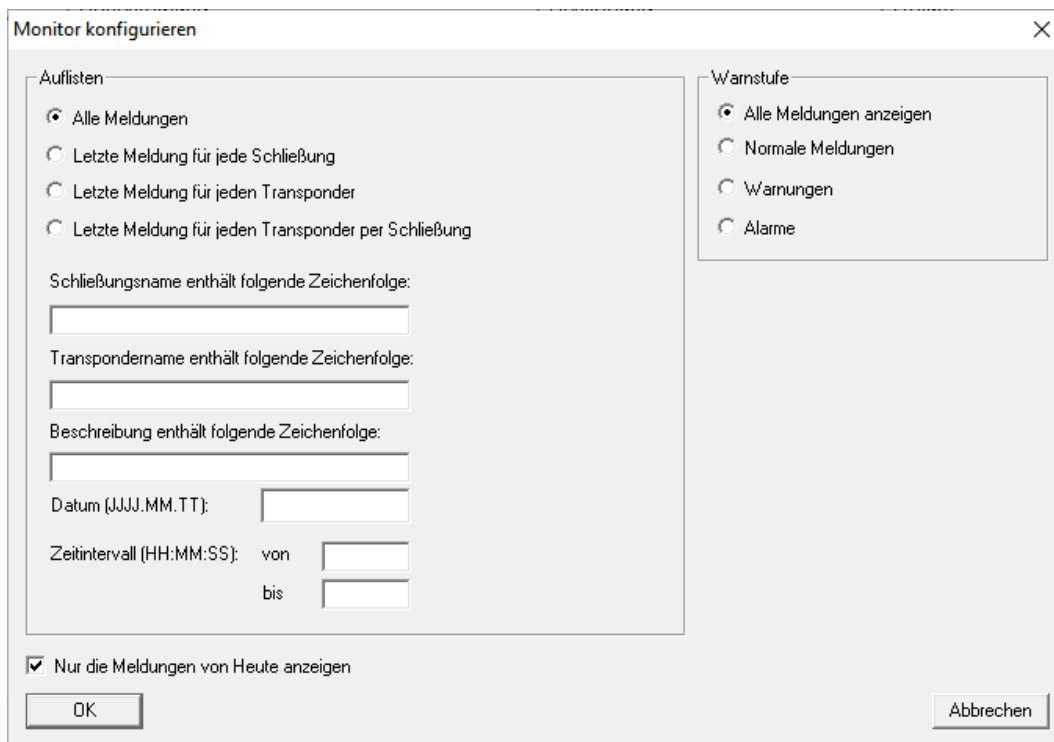 Monitor konfigurieren
Auflisten
Alle Meldungen
Letzte Meldung für jede Schließung
Letzte Meldung für jeden Transponder
Letzte Meldung für jeden Transponder per Schließung
Schließungsname enthält folgende Zeichenfolge:
Transpondername enthält folgende Zeichenfolge:
Beschreibung enthält folgende Zeichenfolge:
Datum (JJJJ.MM.TT):
Zeitintervall (HH:MM:SS): von
bis
Warnstufe
Alle Meldungen anzeigen
Normale Meldungen
Warnungen
Alarme
Nur die Meldungen von Heute anzeigen
OK
Abbrechen